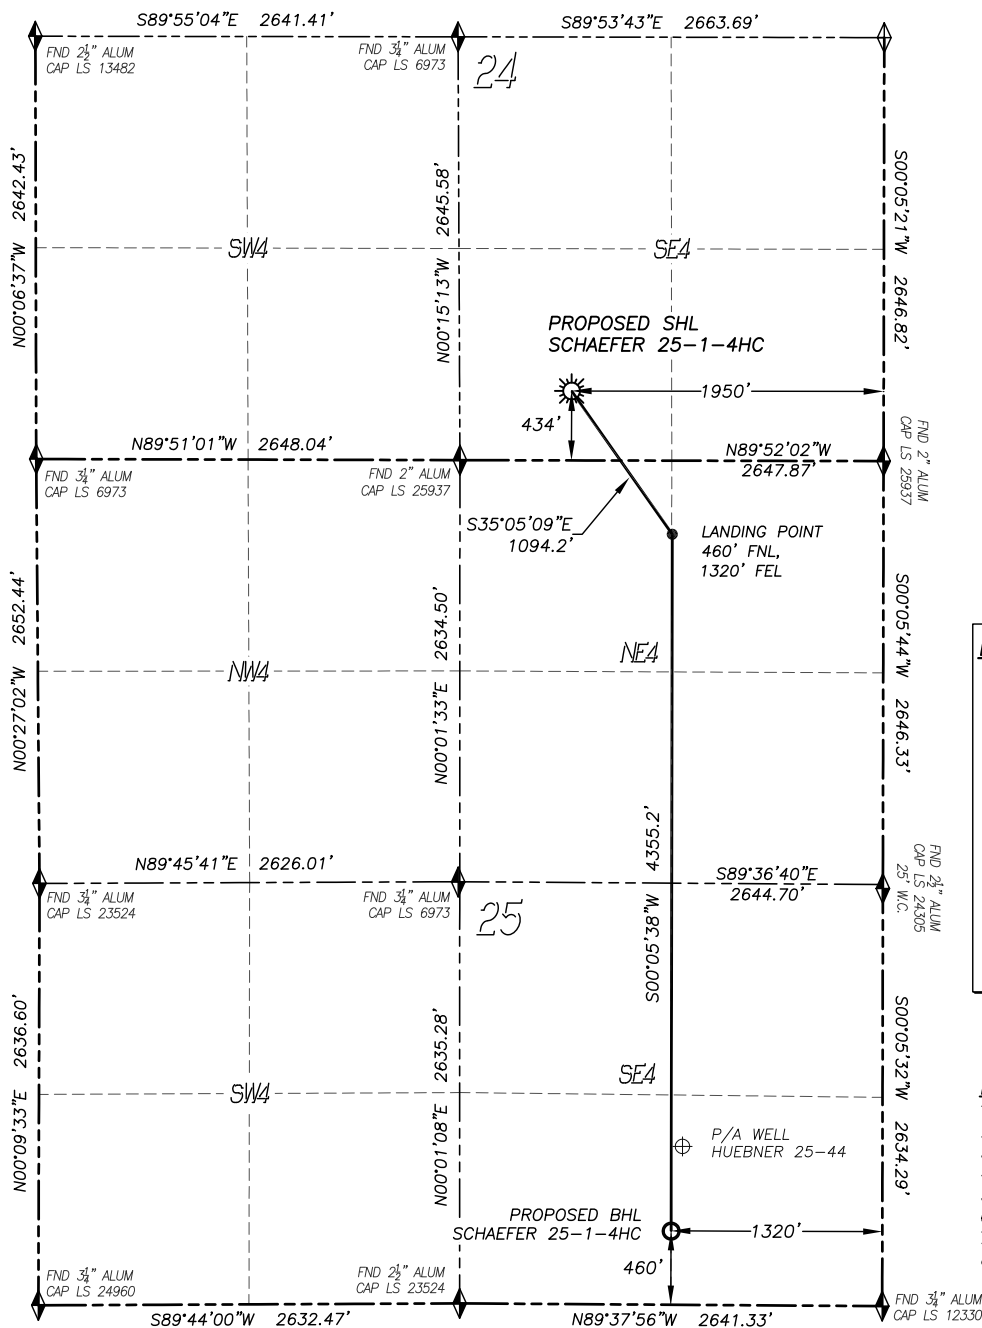 S89°55'04"E 2641.41'
S89°53'43"E 2663.69'
FND 2½" ALUM
CAP LS 13482
FND 3¼" ALUM
CAP LS 6973
24
N00°06'37"W 2642.43'
N00°15'13"W 2645.58'
S00°05'21"W 2646.82'
SW4
SE4
PROPOSED SHL
SCHAEFER 25-1-4HC
1950'
434'
N89°51'01"W 2648.04'
N89°52'02"W
2647.87'
FND 2" ALUM
CAP LS 25937
FND 3¼" ALUM
CAP LS 6973
FND 2" ALUM
CAP LS 25937
S35°05'09"E
1094.2'
LANDING POINT
460' FNL,
1320' FEL
N00°27'02"W 2652.44'
N00°01'33"E 2634.50'
S00°05'44"W 2646.33'
NW4
NE4
S00°05'38"W 4355.2'
N89°45'41"E 2626.01'
S89°36'40"E
2644.70'
FND 2½" ALUM
CAP LS 24305
25' W.C.
FND 3¼" ALUM
CAP LS 23524
FND 3¼" ALUM
CAP LS 6973
25
N00°09'33"E 2636.60'
N00°01'08"E 2635.28'
S00°05'32"W 2634.29'
SW4
SE4
P/A WELL
HUEBNER 25-44
PROPOSED BHL
SCHAEFER 25-1-4HC
1320'
460'
FND 3¼" ALUM
CAP LS 24960
FND 2½" ALUM
CAP LS 23524
FND 3¼" ALUM
CAP LS 12330
S89°44'00"W 2632.47'
N89°37'56"W 2641.33'